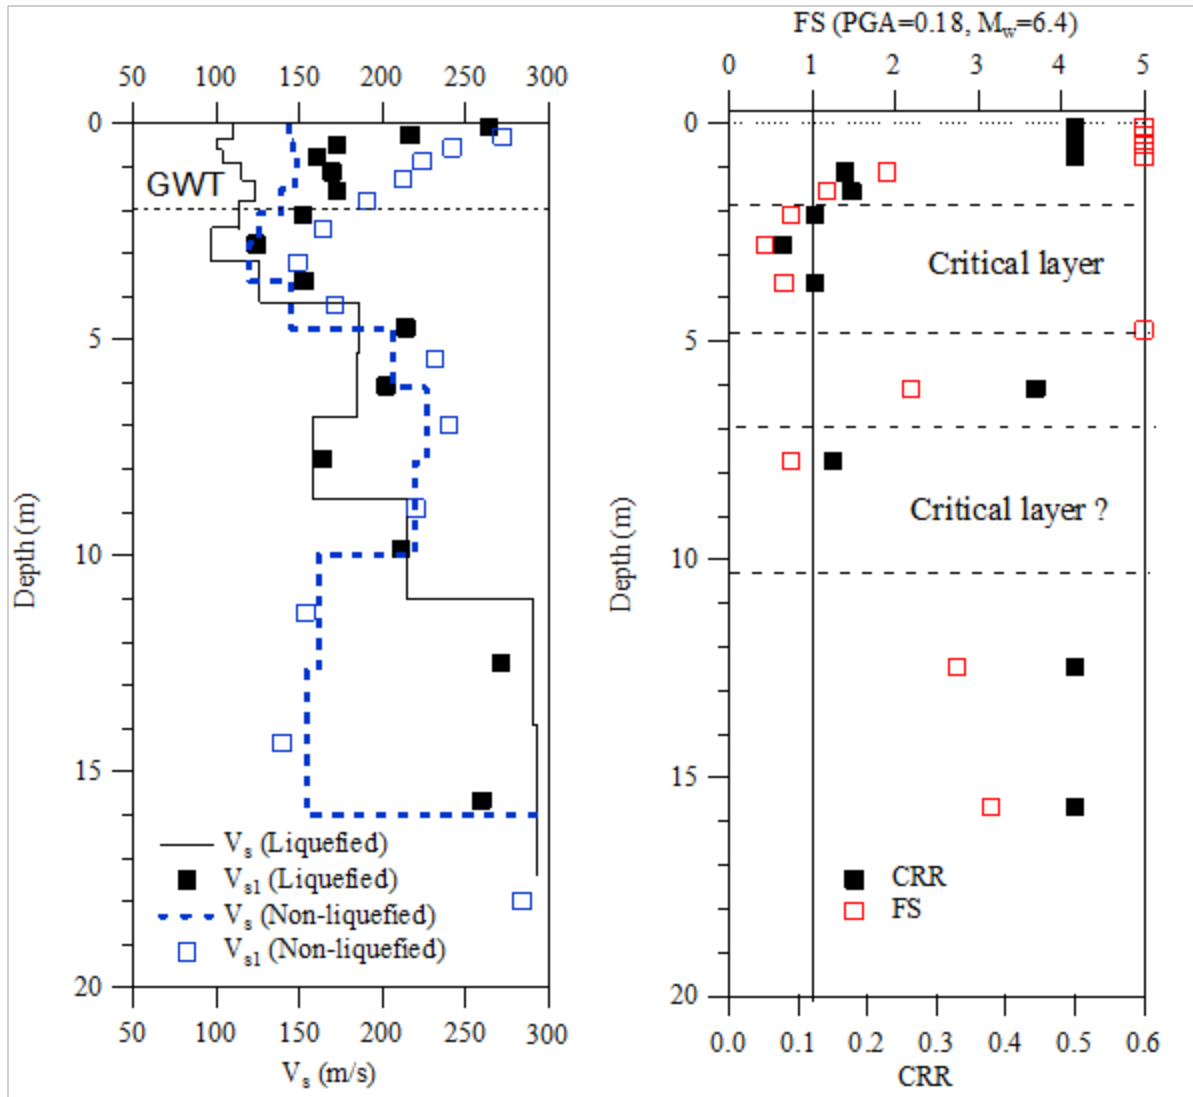 FS (PGA=0.18, Mw=6.4)
50 100 150 200 250 300
0 1 2 3 4 5
0
5
10
15
20
GWT
Depth (m)
Vs (Liquefied)
Vs1 (Liquefied)
Vs (Non-liquefied)
Vs1 (Non-liquefied)
50 100 150 200 250 300
Vs (m/s)
0
5
10
15
20
Depth (m)
Critical layer
Critical layer ?
CRR
FS
0.0 0.1 0.2 0.3 0.4 0.5 0.6
CRR